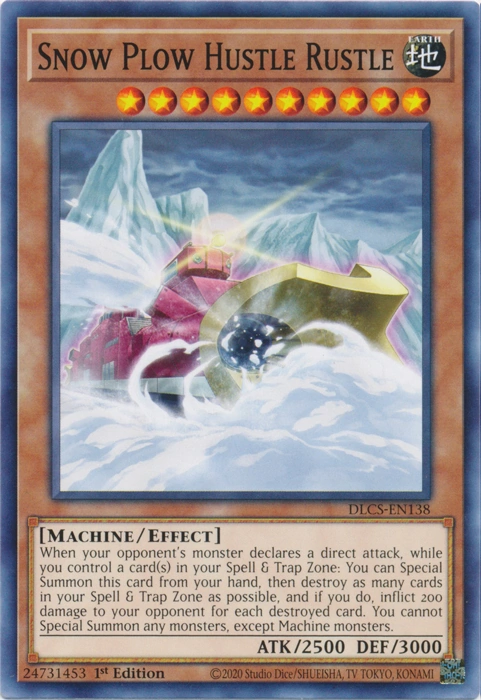 SNOW PLOW HUSTLE RUSTLE
EARTH
地
DLCS-EN138
[MACHINE/EFFECT]
When your opponent's monster declares a direct attack, while
you control a card(s) in your Spell & Trap Zone: You can Special
Summon this card from your hand, then destroy as many cards
in your Spell & Trap Zone as possible, and if you do, inflict 200
damage to your opponent for each destroyed card. You cannot
Special Summon any monsters, except Machine monsters.
ATK/2500 DEF/3000
24731453 1st Edition ©2020 Studio Dice/SHUEISHA, TV TOKYO, KONAMI